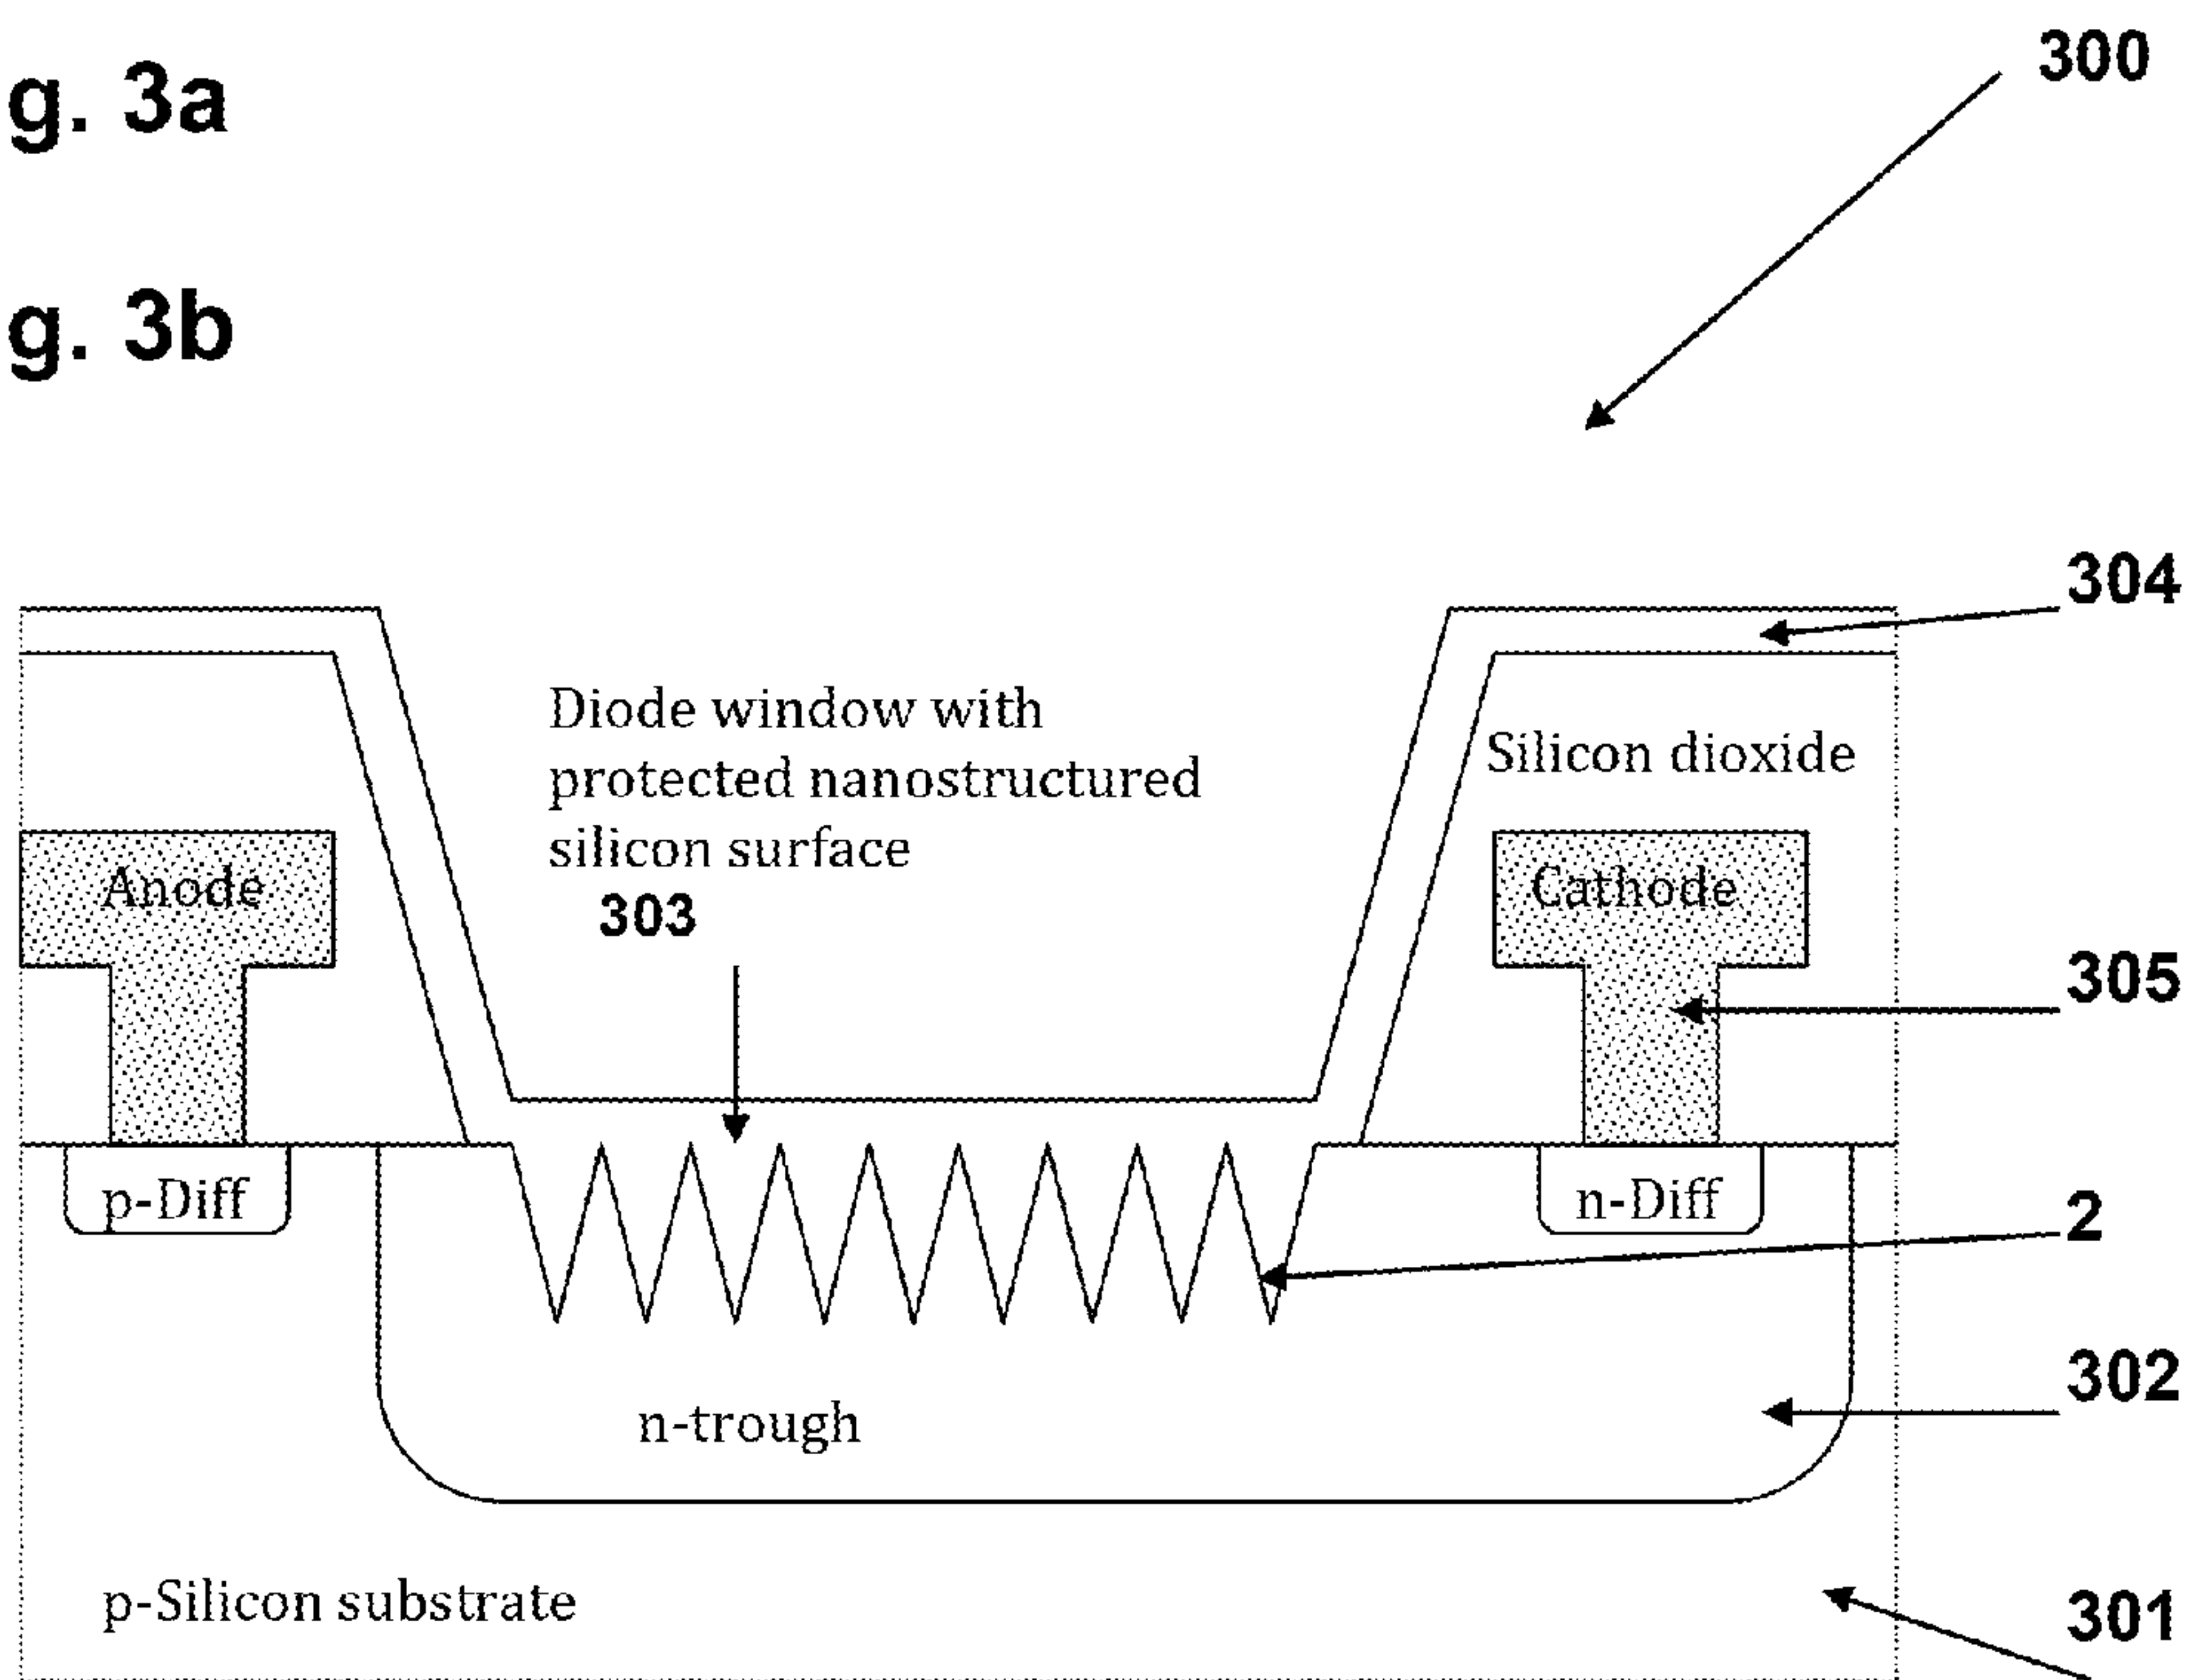 300
g. 3a
g. 3b
304
Diode window with
protected nanostructured
silicon surface
303
Silicon dioxide
Anode
Cathode
305
p-Diff
n-Diff
2
302
n-trough
p-Silicon substrate
301